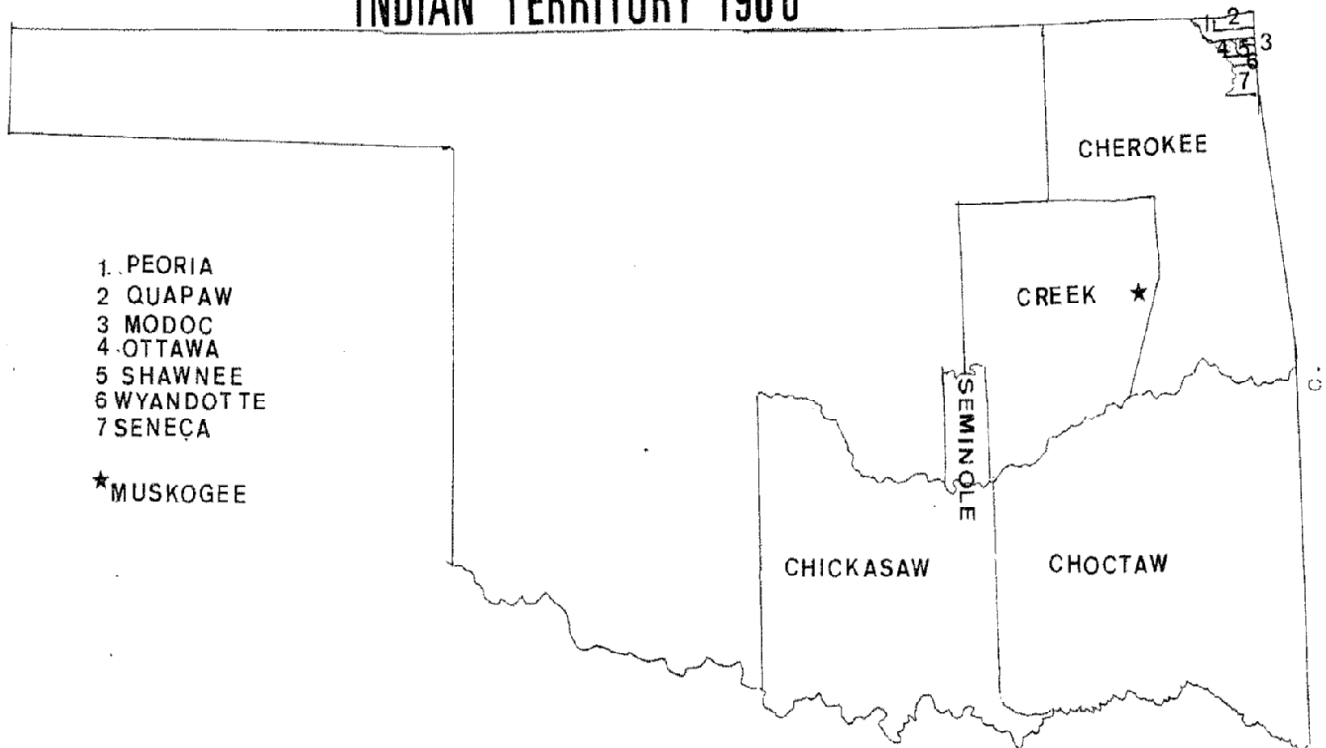 INDIAN TERRITORY 1900
1 2
4 5 3
6
7
CHEROKEE
1. PEORIA
2 QUAPAW
3 MODOC
4 OTTAWA
5 SHAWNEE
6 WYANDOTTE
7 SENECA
★MUSKOGEE
CREEK ★
SEMINOLE
CHICKASAW
CHOCTAW